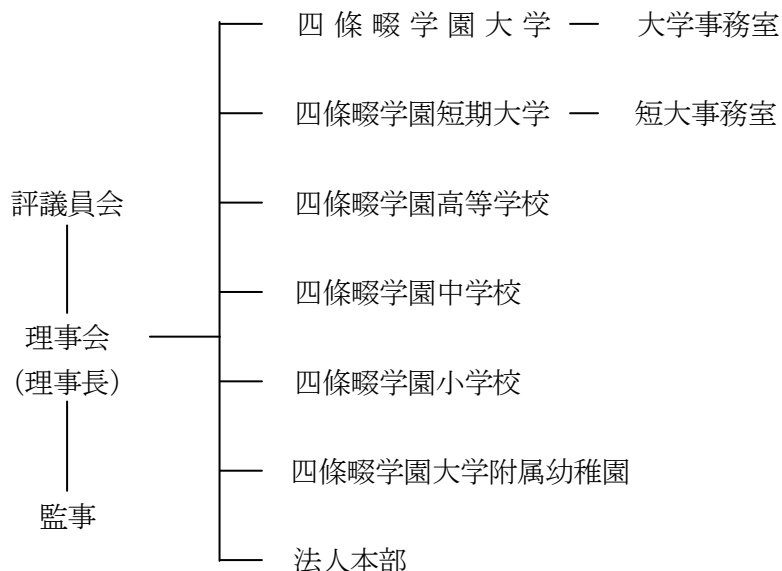 四 條 畷 学 園 大 学 ― 大学事務室
四條畷学園短期大学 ― 短大事務室
評議員会
四條畷学園高等学校
四條畷学園中学校
理事会
(理事長)
四條畷学園小学校
四條畷学園大学附属幼稚園
監事
法人本部